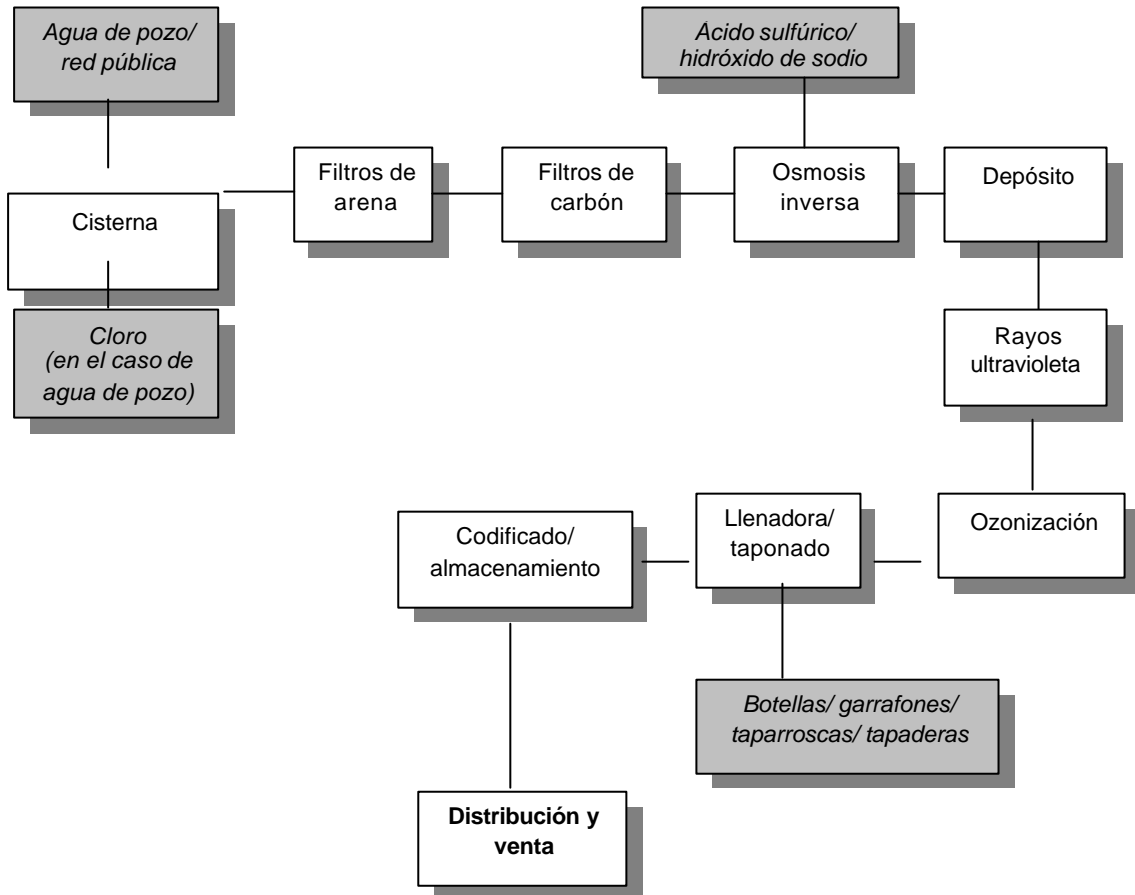 Agua de pozo/
red pública
Acido sulfúrico/
hidróxido de sodio
Filtros de
arena
Filtros de
carbón
Osmosis
inversa
Depósito
Cisterna
Cloro
(en el caso de
agua de pozo)
Rayos
ultravioleta
Ozonización
Llenadora/
taponado
Codificado/
almacenamiento
Botellas/ garrafones/
taparroscas/ tapaderas
Distribución y
venta